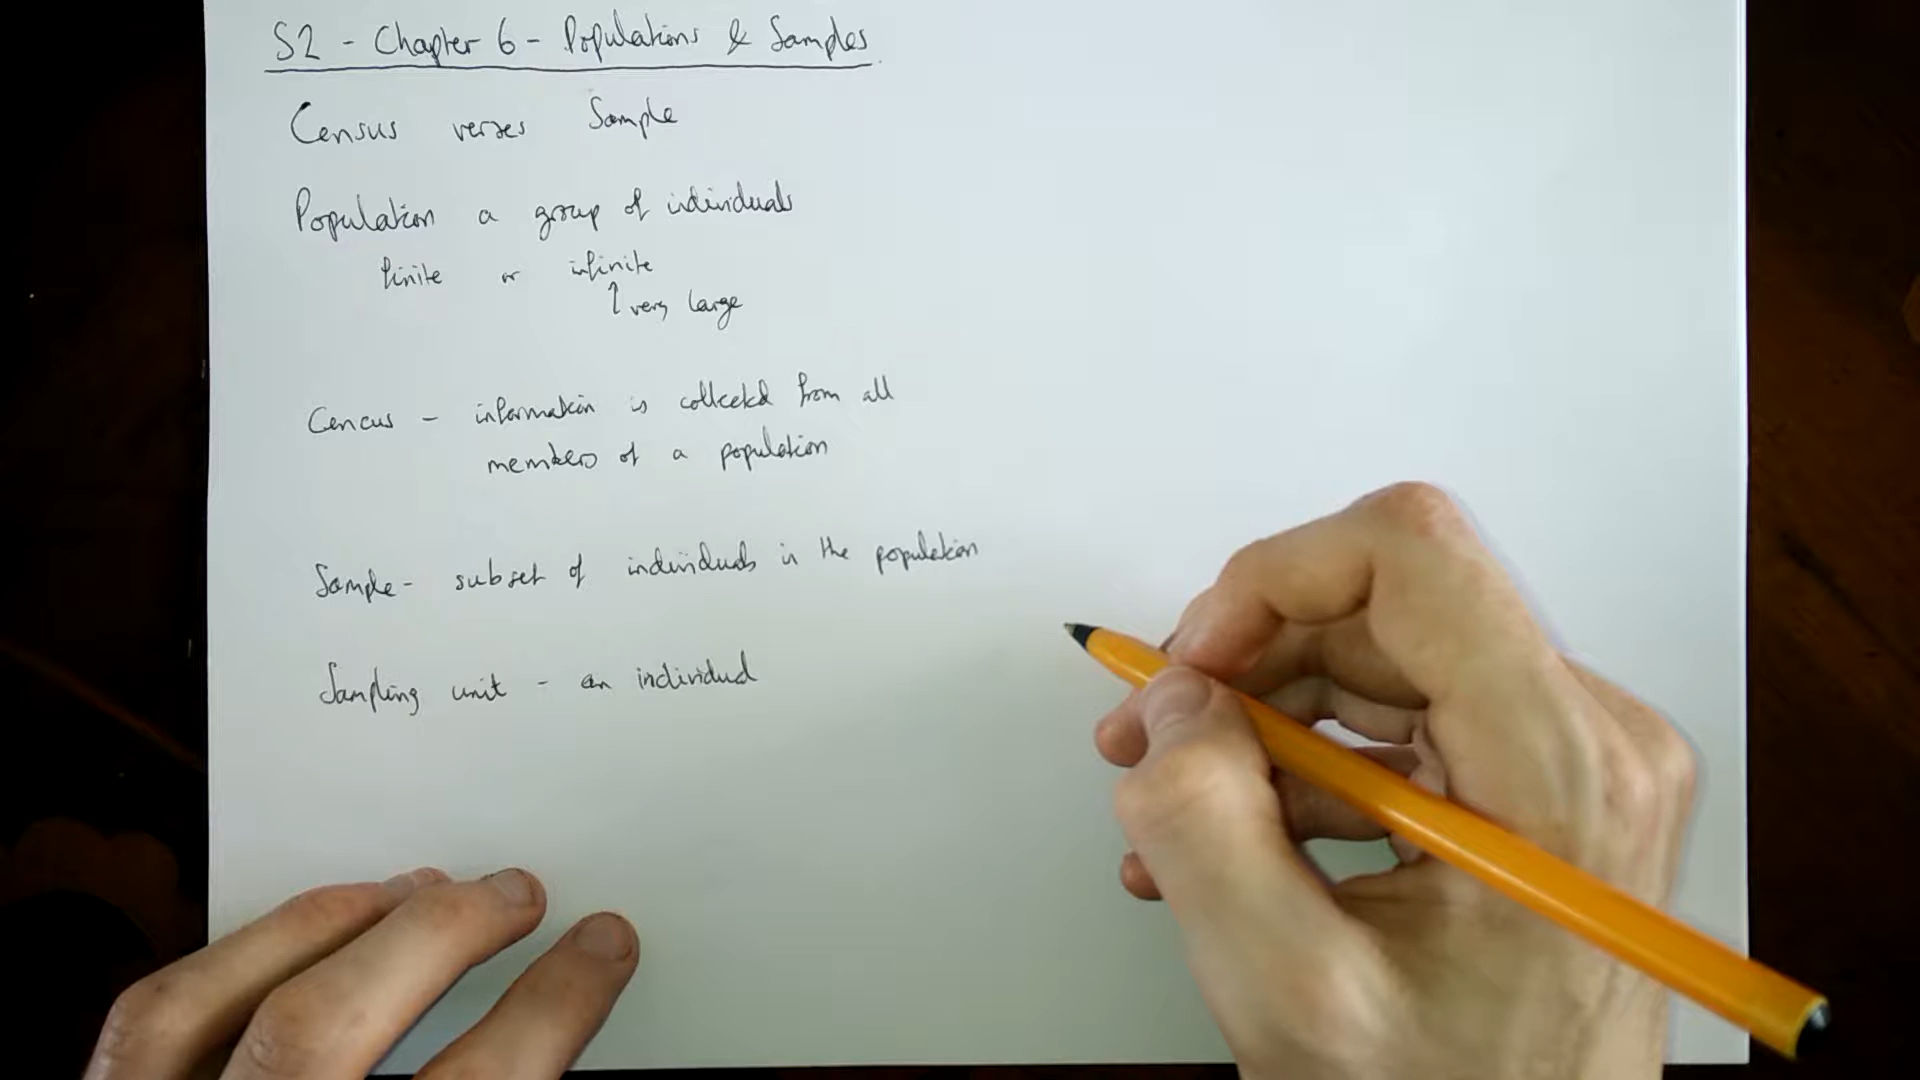 S2 - Chapter 6 - Populations & Samples
Census verses Sample
Population a group of individuals
finite or infinite
↑ very large
Cencus - information is collected from all
members of a population
Sample - subset of individuals in the population
Sampling unit - an individual